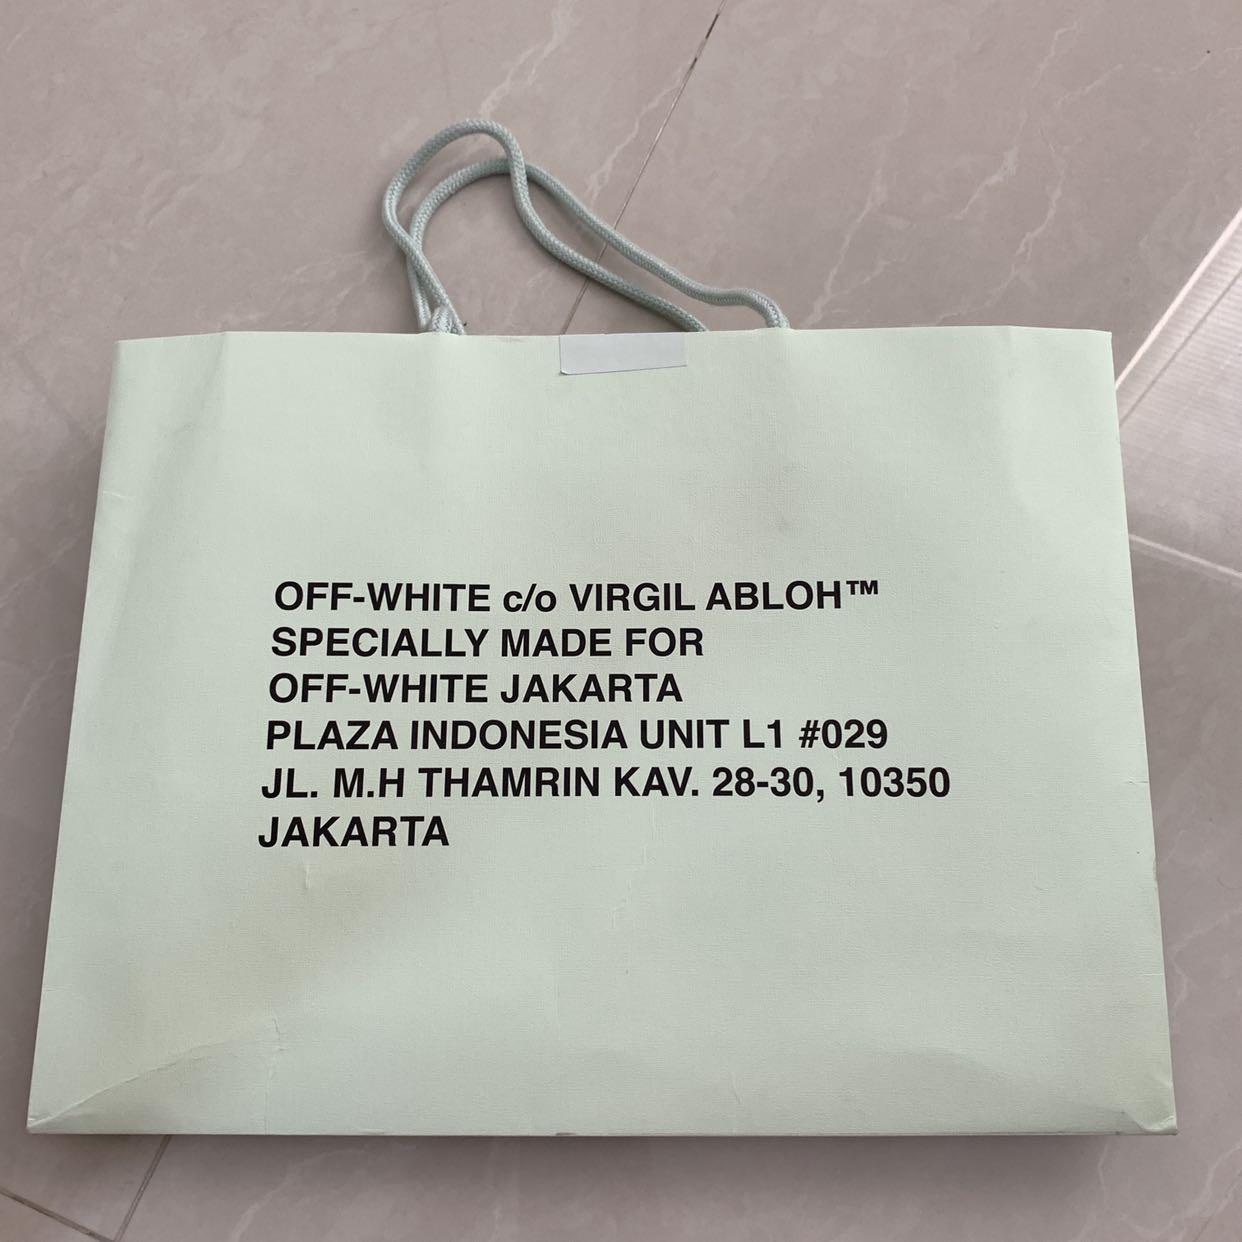 OFF-WHITE c/o VIRGIL ABLOH™
SPECIALLY MADE FOR
OFF-WHITE JAKARTA
PLAZA INDONESIA UNIT L1 #029
JL. M.H THAMRIN KAV. 28-30, 10350
JAKARTA